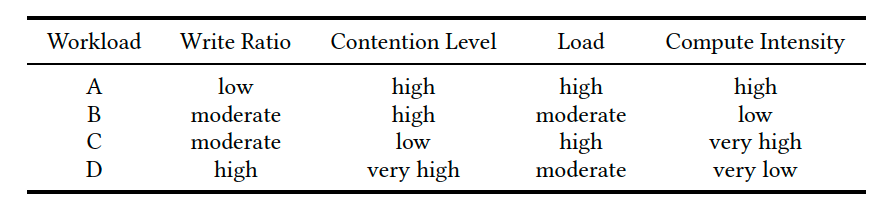 Workload Write Ratio Contention Level Load Compute Intensity
A low high high high
B moderate high moderate low
C moderate low high very high
D high very high moderate very low